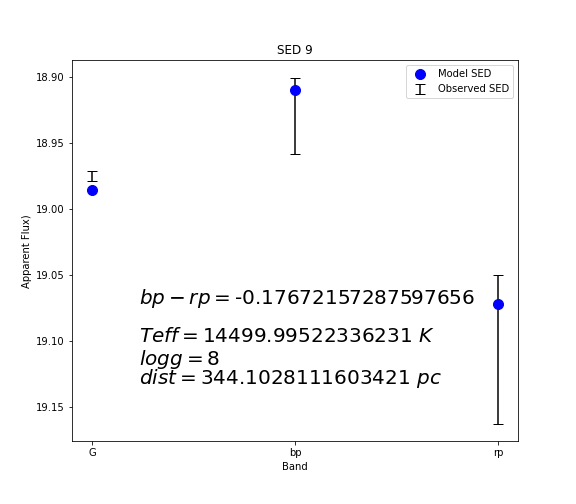 SED 9
Model SED
Observed SED
18.90
18.95
19.00
19.05
19.10
19.15
Apparent Flux)
bp − rp = -0.17672157287597656
Teff = 14499.99522336231 K
logg = 8
dist = 344.1028111603421 pc
G
bp
rp
Band